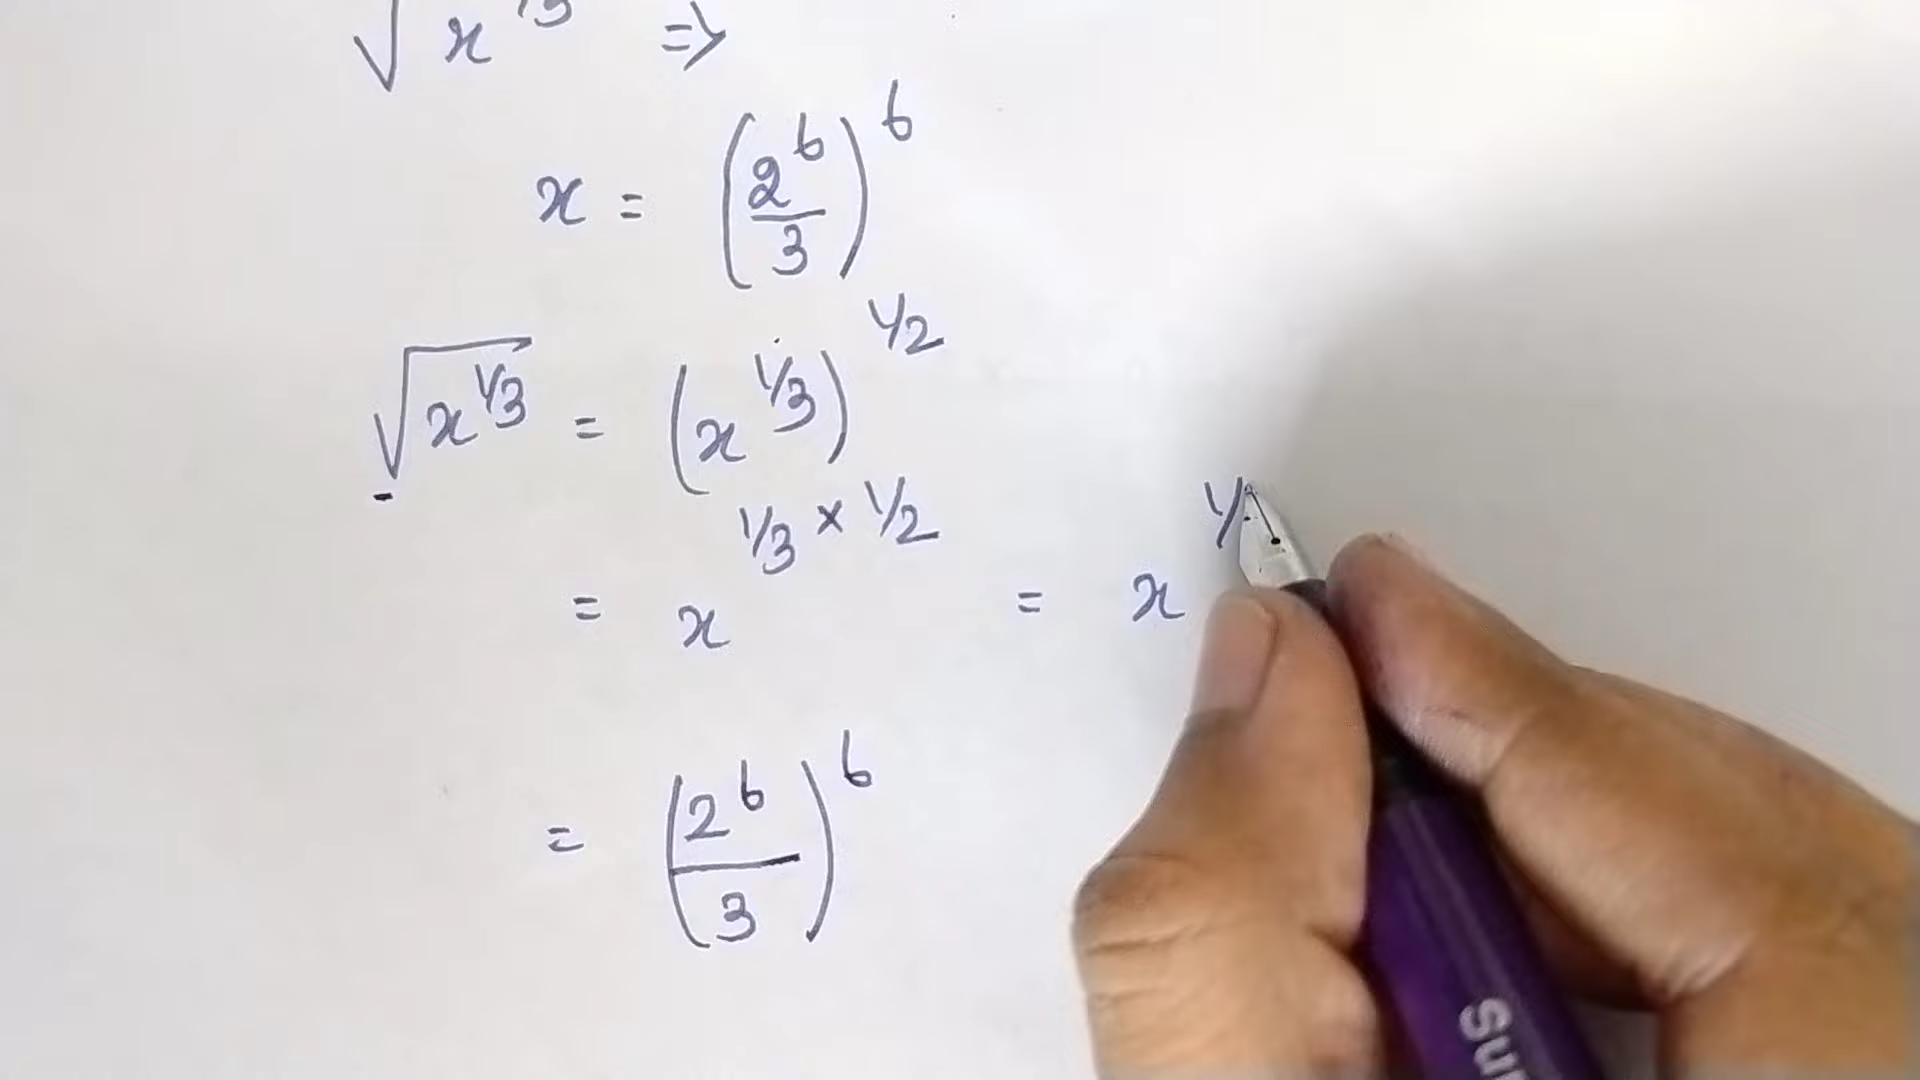 √x^1/3 ⇒
x = (2^6/3)^6
√(x^1/3) = (x^1/3)^1/2
= x^1/3 × 1/2 = x^1/
= (2^6/3)^6